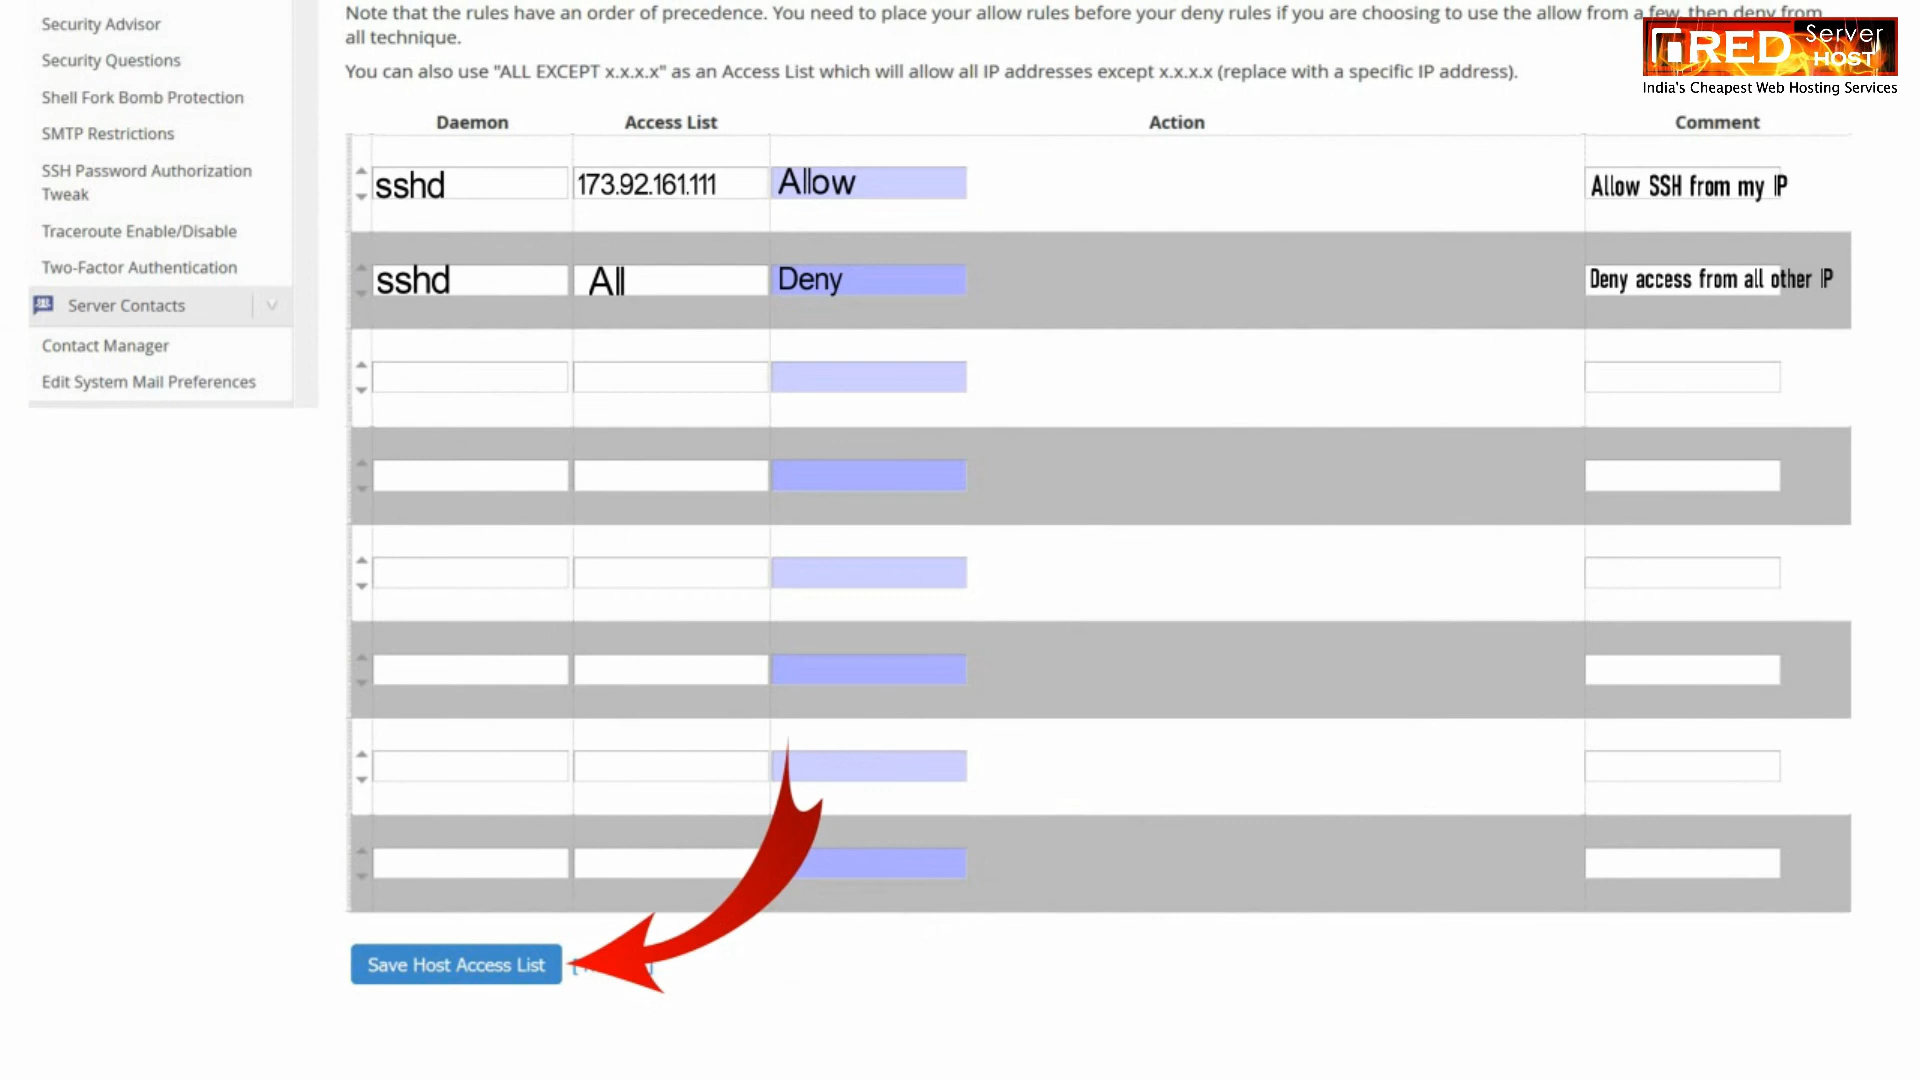 Security Advisor
Security Questions
Shell Fork Bomb Protection
SMTP Restrictions
SSH Password Authorization
Tweak
Traceroute Enable/Disable
Two-Factor Authentication
Server Contacts
Contact Manager
Edit System Mail Preferences
Note that the rules have an order of precedence. You need to place your allow rules before your deny rules if you are choosing to use the allow from a few, then deny from
all technique.
You can also use "ALL EXCEPT x.x.x.x" as an Access List which will allow all IP addresses except x.x.x.x (replace with a specific IP address).
RED Server
HOST
India's Cheapest Web Hosting Services
Daemon Access List Action Comment
sshd 173.92.161.111 Allow Allow SSH from my IP
sshd All Deny Deny access from all other IP
Save Host Access List